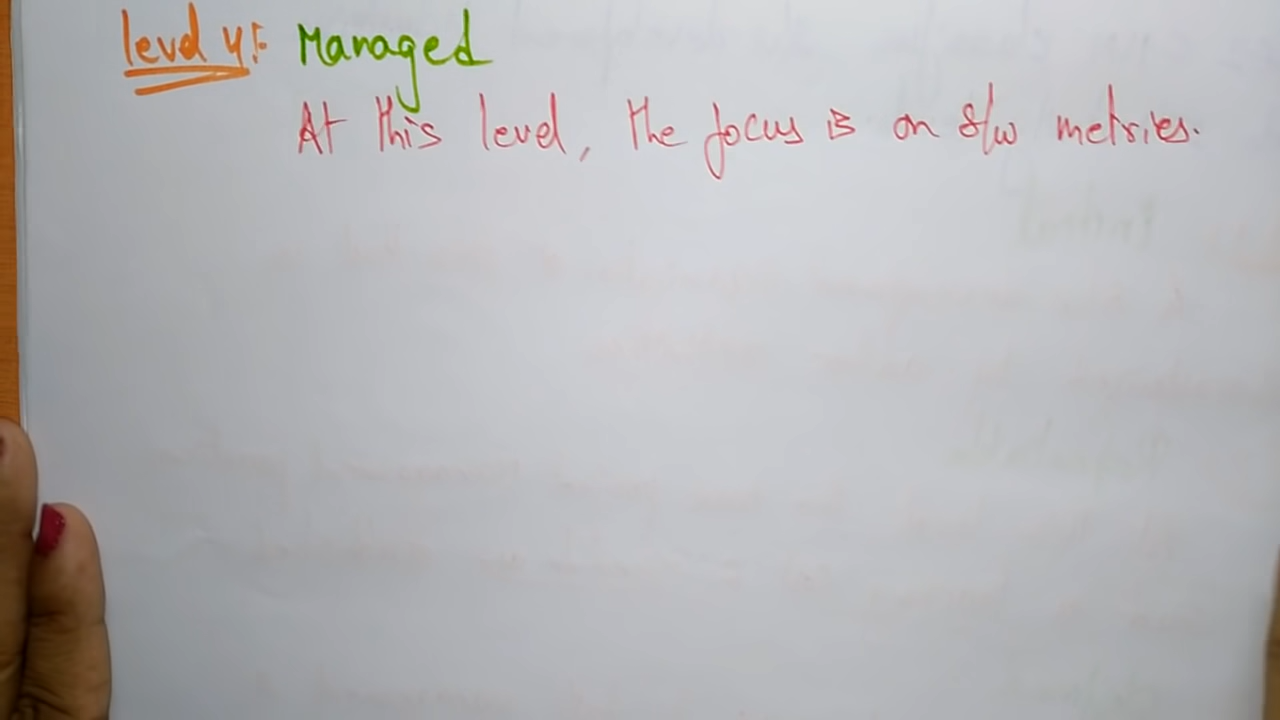 level 4:- Managed
At this level, the focus is on s/w metrics.